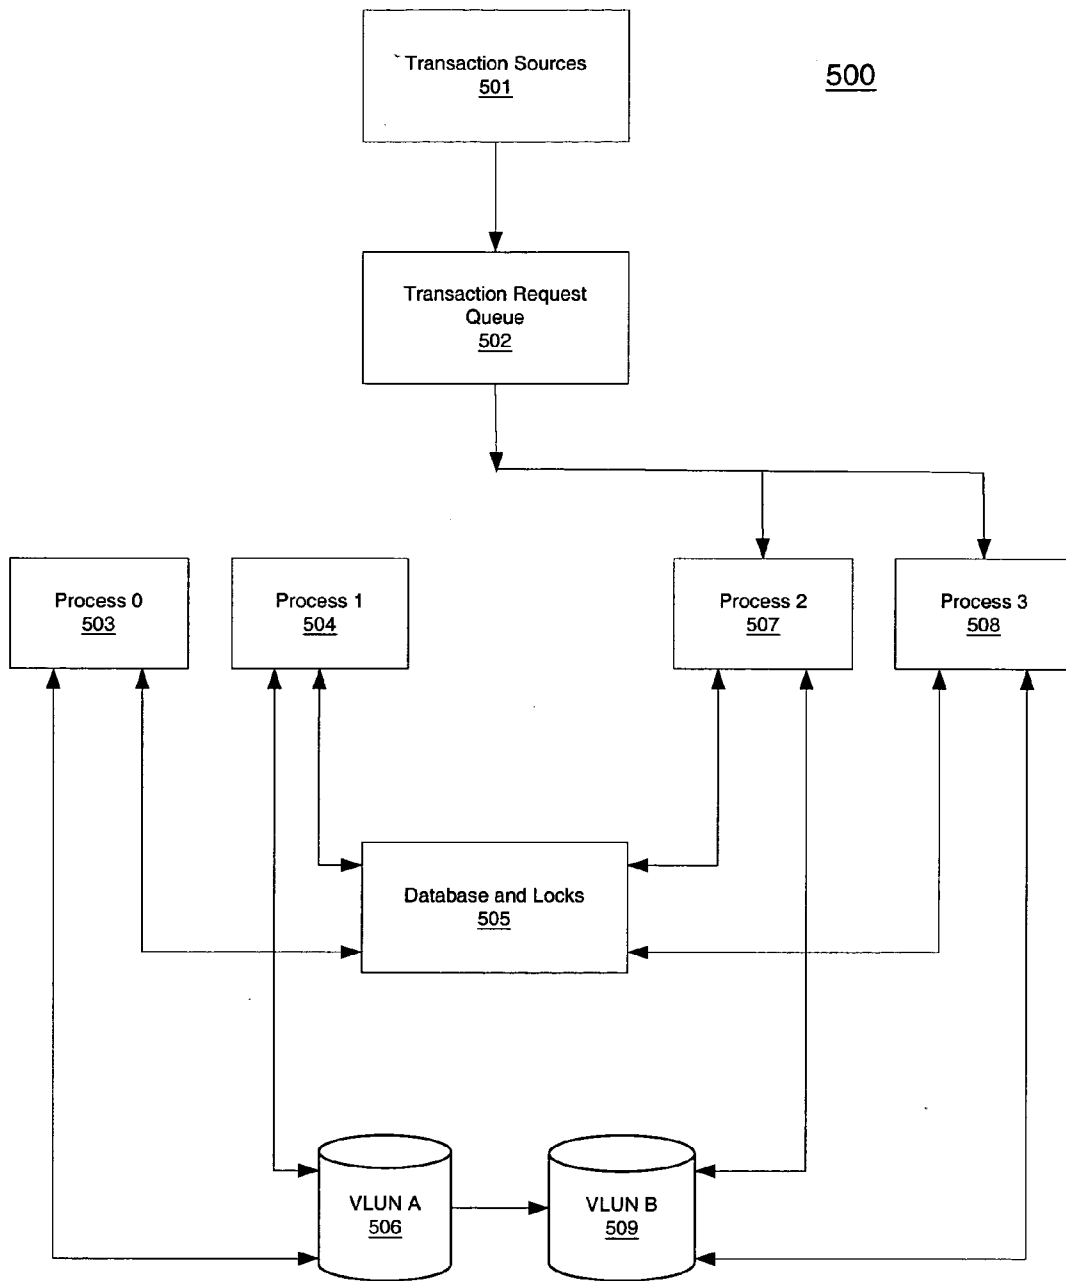 Transaction Sources
501
500
Transaction Request
Queue
502
Process 0
503
Process 1
504
Process 2
507
Process 3
508
Database and Locks
505
VLUN A
506
VLUN B
509